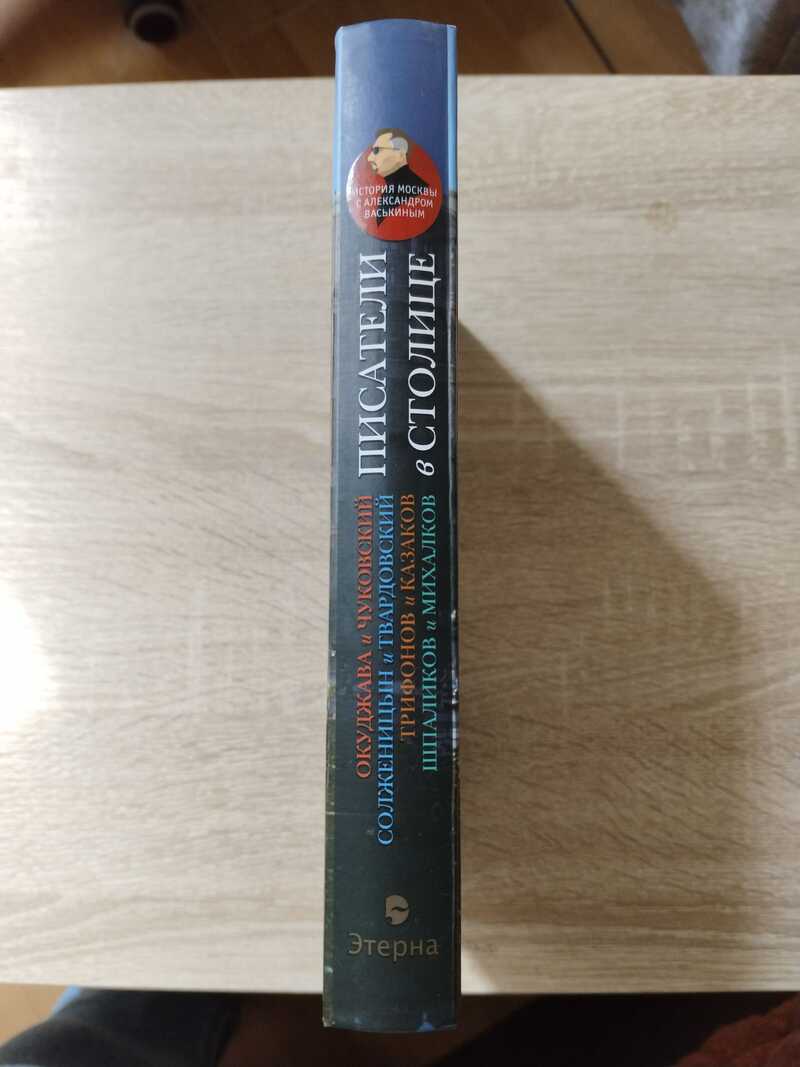 ИСТОРИЯ МОСКВЫ
С АЛЕКСАНДРОМ
ВАСЬКИНЫМ
ПИСАТЕЛИ
в СТОЛИЦЕ
ОКУДЖАВА и ЧУКОВСКИЙ
СОЛЖЕНИЦЫН и ТВАРДОВСКИЙ
ТРИФОНОВ и КАЗАКОВ
ШПАЛИКОВ и МИХАЛКОВ
Этерна